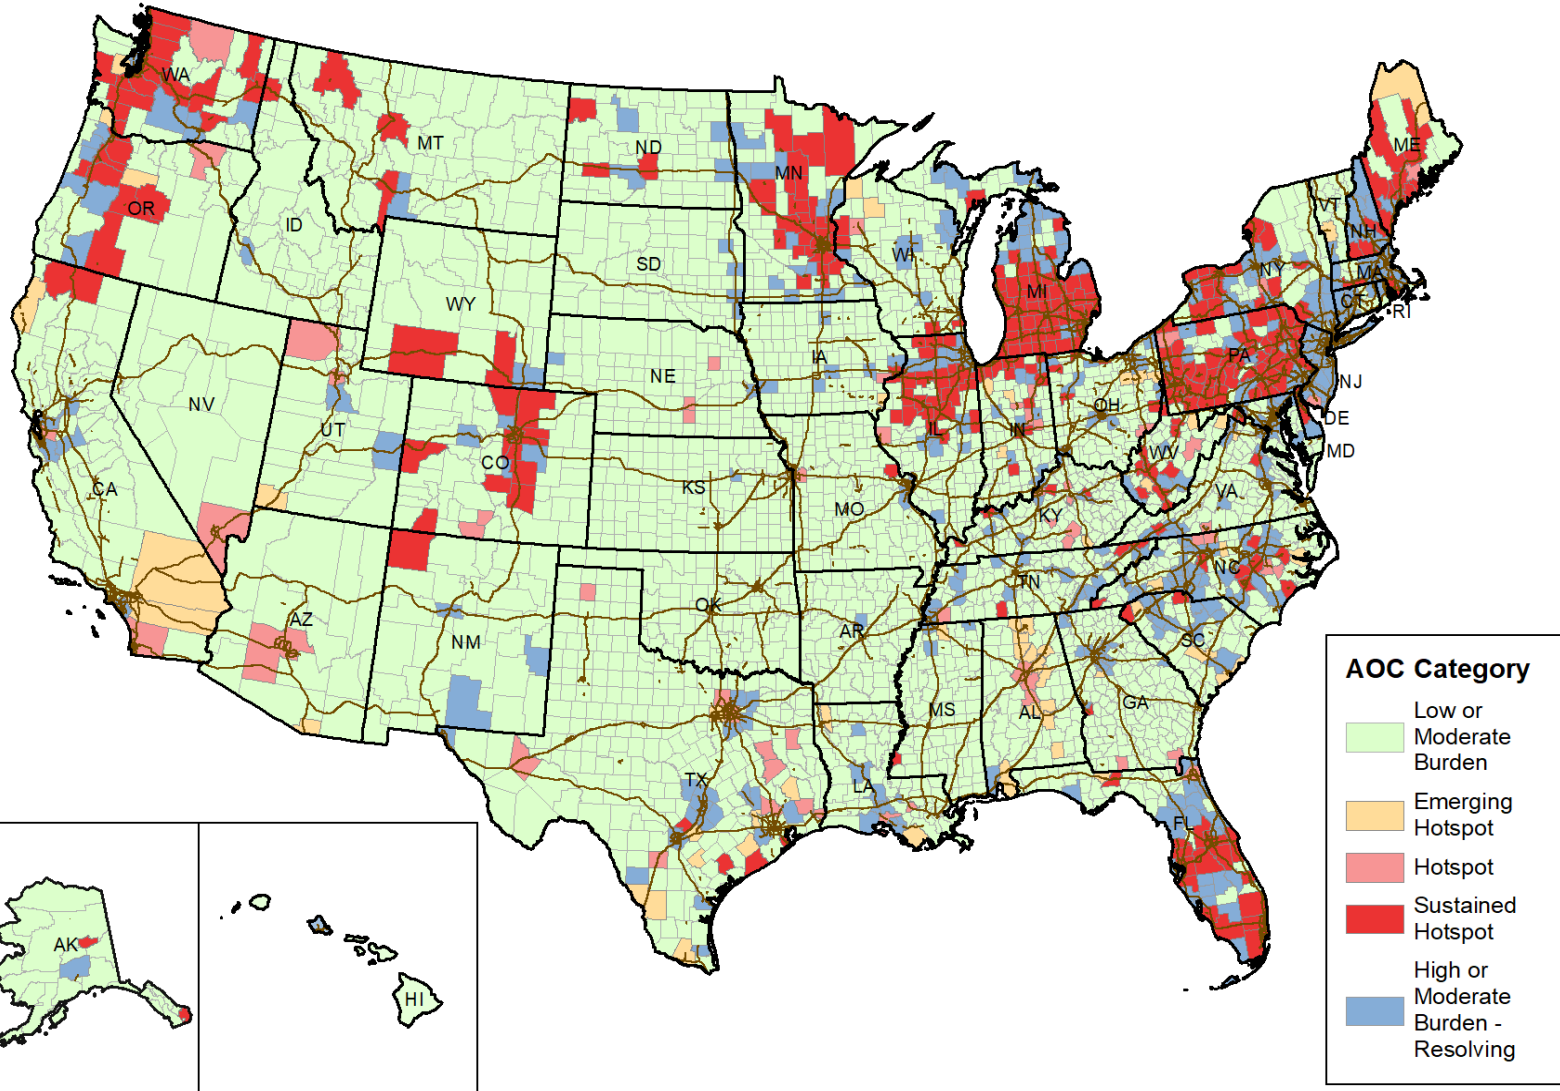 WA
MT
ND
MN
ME
OR
ID
SD
WI
VT
NH
WY
MI
NY
MA
CT
RI
NV
UT
NE
IA
PA
NJ
CO
IL
IN
OH
DE
WV
MD
CA
KS
MO
KY
VA
AZ
NM
OK
AR
TN
NC
SC
TX
LA
MS
AL
GA
FL
AK
HI
AOC Category
Low or
Moderate
Burden
Emerging
Hotspot
Hotspot
Sustained
Hotspot
High or
Moderate
Burden -
Resolving